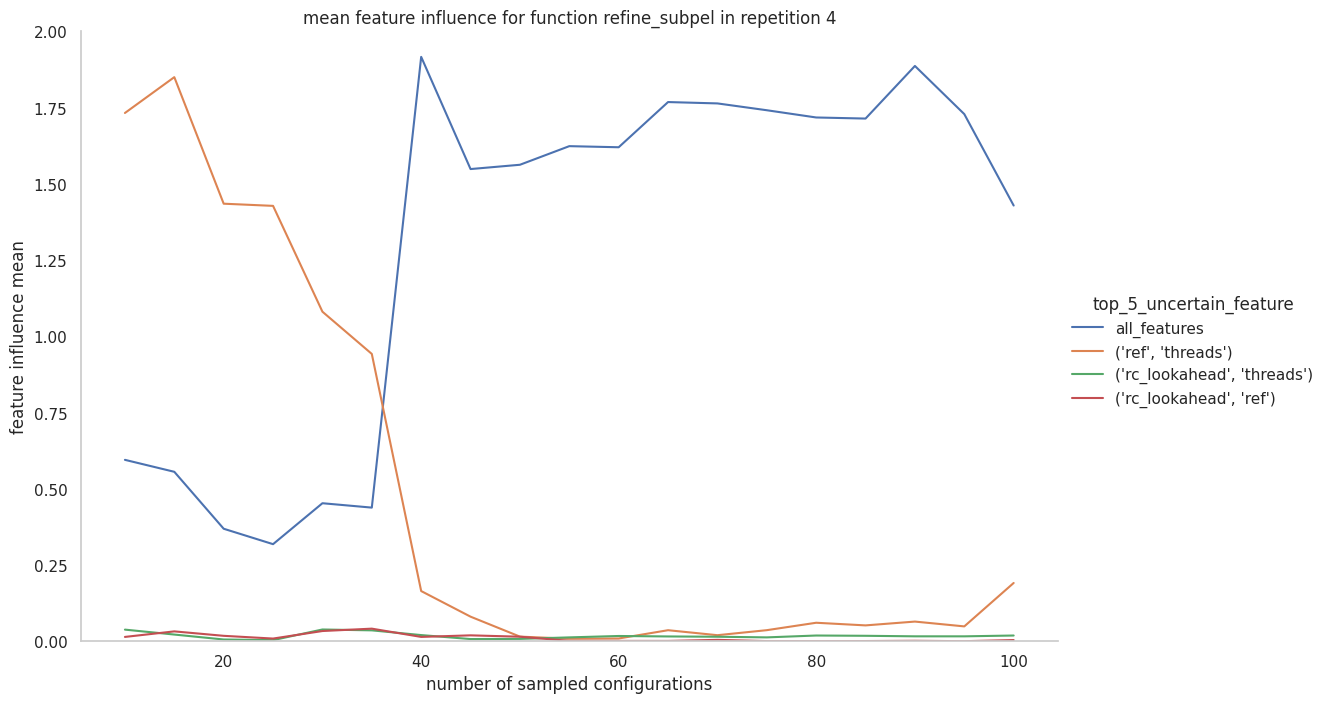 mean feature influence for function refine_subpel in repetition 4
2.00
1.75
1.50
1.25
1.00
0.75
0.50
0.25
0.00
feature influence mean
20
40
60
80
100
number of sampled configurations
top_5_uncertain_feature
all_features
('ref', 'threads')
('rc_lookahead', 'threads')
('rc_lookahead', 'ref')